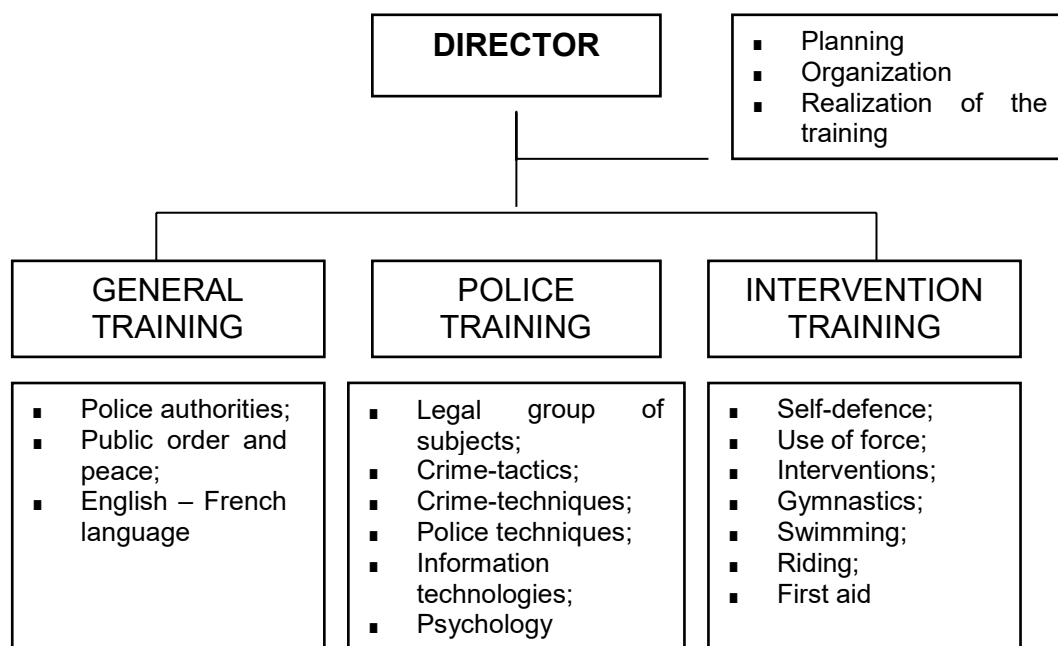 DIRECTOR
▪ Planning
▪ Organization
▪ Realization of the
training
GENERAL
TRAINING
POLICE
TRAINING
INTERVENTION
TRAINING
▪ Police authorities;
▪ Public order and
peace;
▪ English – French
language
▪ Legal group of
subjects;
▪ Crime-tactics;
▪ Crime-techniques;
▪ Police techniques;
▪ Information
technologies;
▪ Psychology
▪ Self-defence;
▪ Use of force;
▪ Interventions;
▪ Gymnastics;
▪ Swimming;
▪ Riding;
▪ First aid